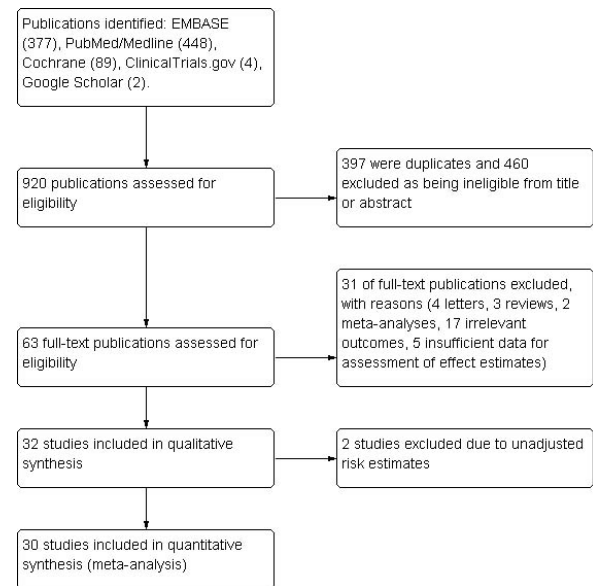 Publications identified: EMBASE
(377), PubMed/Medline (448),
Cochrane (89), ClinicalTrials.gov (4),
Google Scholar (2).
920 publications assessed for
eligibility
397 were duplicates and 460
excluded as being ineligible from title
or abstract
31 of full-text publications excluded,
with reasons (4 letters, 3 reviews, 2
meta-analyses, 17 irrelevant
outcomes, 5 insufficient data for
assessment of effect estimates)
63 full-text publications assessed for
eligibility
32 studies included in qualitative
synthesis
2 studies excluded due to unadjusted
risk estimates
30 studies included in quantitative
synthesis (meta-analysis)